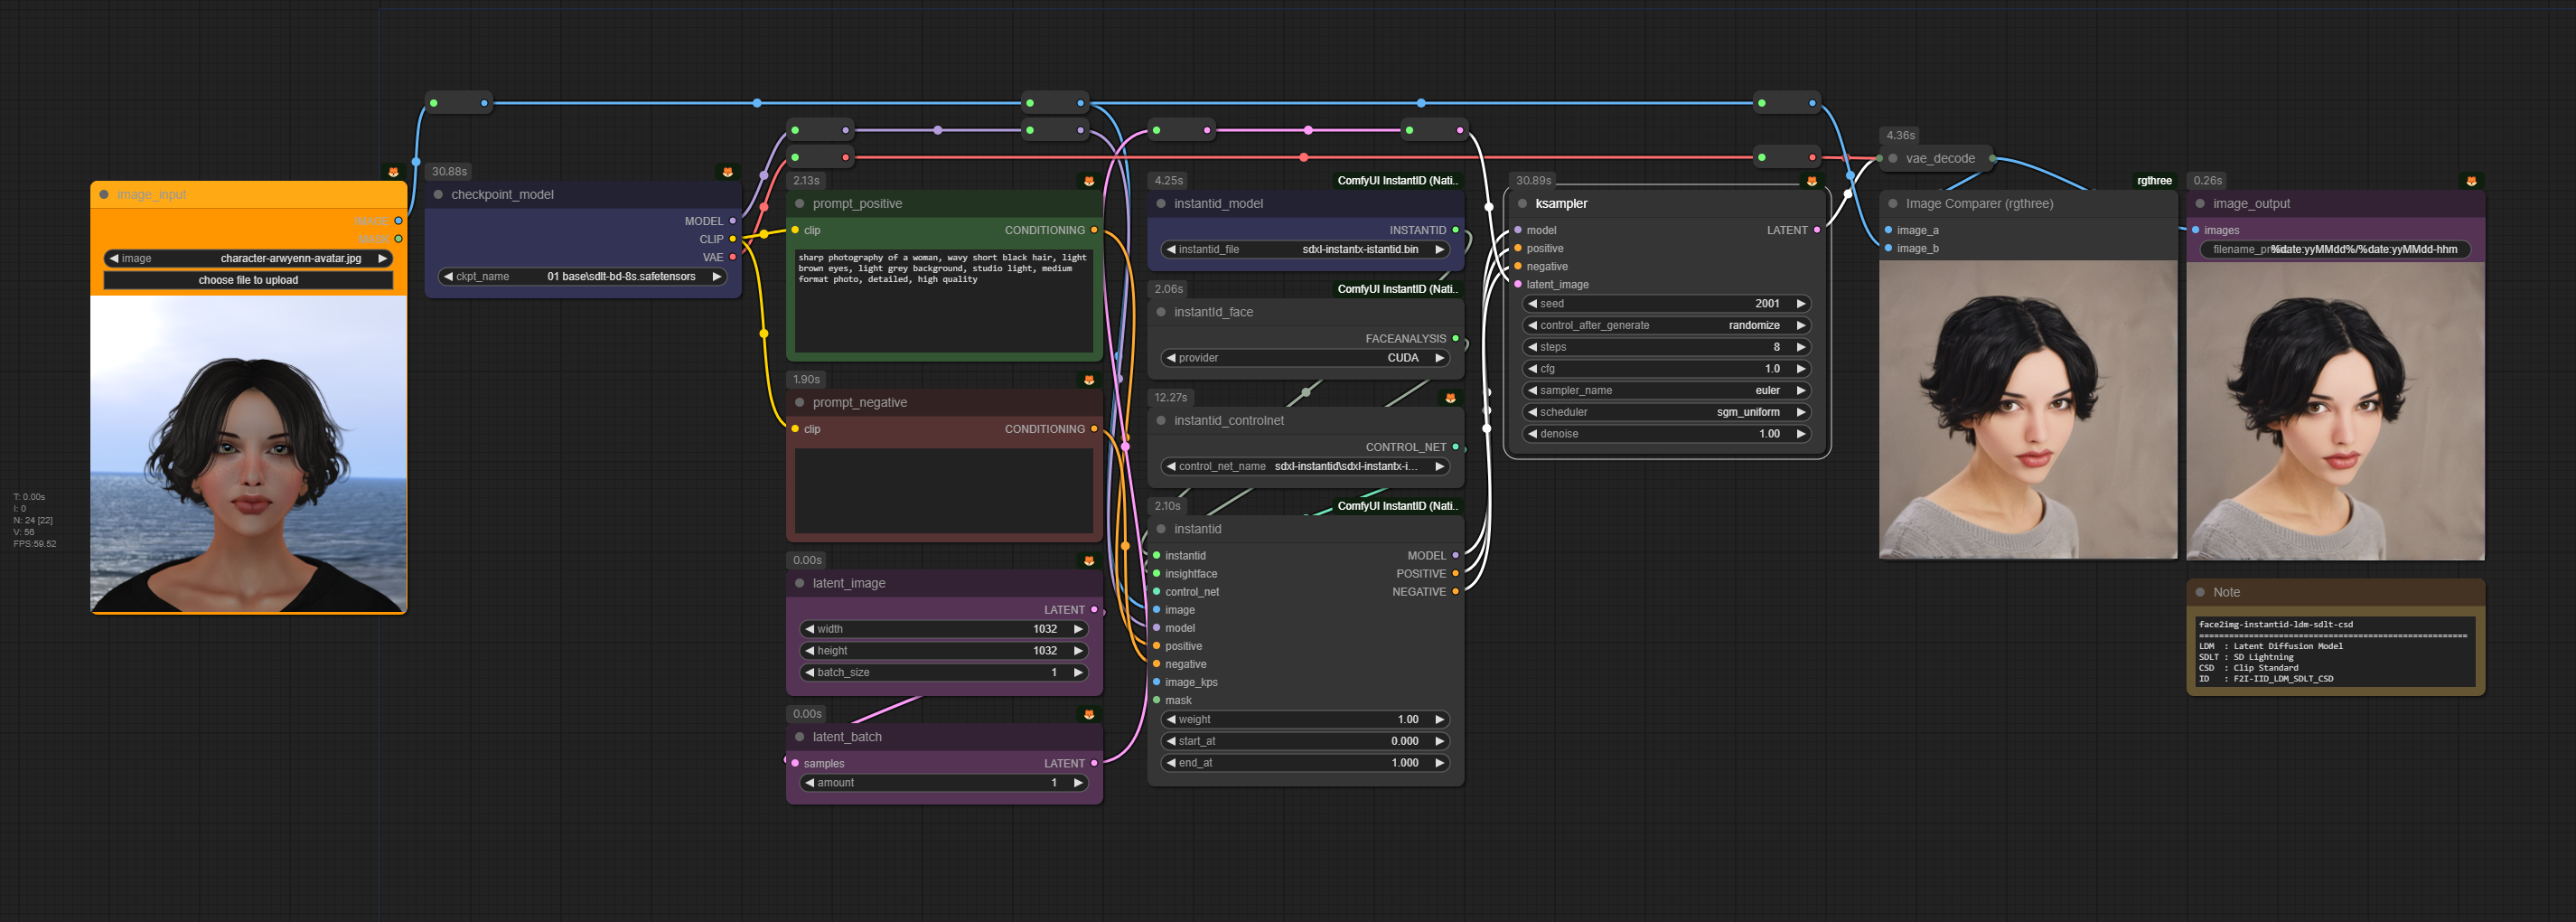 T: 0.00s
I: 0
N: 24 [22]
V: 56
FPS:59.52
image_input
IMAGE
MASK
image character-arwyenn-avatar.jpg
choose file to upload
30.88s
checkpoint_model
MODEL
CLIP
VAE
ckpt_name 01 base\sdlt-bd-8s.safetensors
2.13s
prompt_positive
clip CONDITIONING
sharp photography of a woman, wavy short black hair, light
brown eyes, light grey background, studio light, medium
format photo, detailed, high quality
1.90s
prompt_negative
clip CONDITIONING
0.00s
latent_image
LATENT
width 1032
height 1032
batch_size 1
0.00s
latent_batch
samples LATENT
amount 1
4.25s ComfyUI InstantID (Nati..
instantid_model
INSTANTID
instantid_file sdxl-instantx-istantid.bin
2.06s ComfyUI InstantID (Nati..
instantId_face
FACEANALYSIS
provider CUDA
12.27s
instantid_controlnet
CONTROL_NET
control_net_name sdxl-instantid\sdxl-instantx-i...
2.10s ComfyUI InstantID (Nati..
instantid
instantid MODEL
insightface POSITIVE
control_net NEGATIVE
image
model
positive
negative
image_kps
mask
weight 1.00
start_at 0.000
end_at 1.000
30.89s
ksampler
model LATENT
positive
negative
latent_image
seed 2001
control_after_generate randomize
steps 8
cfg 1.0
sampler_name euler
scheduler sgm_uniform
denoise 1.00
4.36s
vae_decode
rgthree
Image Comparer (rgthree)
image_a
image_b
0.26s
image_output
images
%date:yyMMdd%/%date:yyMMdd-hhm
Note
face2img-instantid-ldm-sdlt-csd
=====================================================
LDM : Latent Diffusion Model
SDLT : SD Lightning
CSD : Clip Standard
ID : F2I-IID_LDM_SDLT_CSD